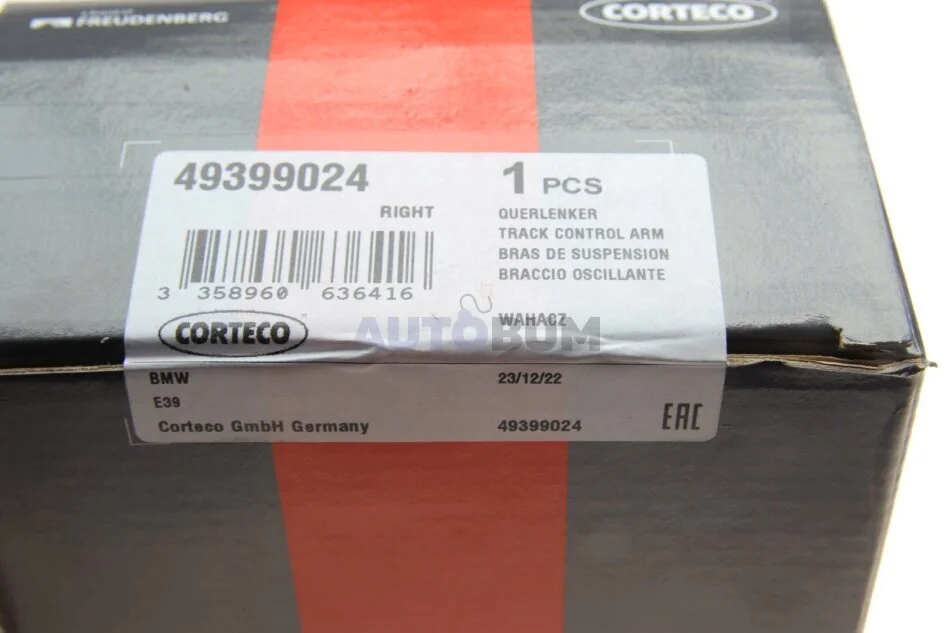 FREUDENBERG
CORTECO
49399024
1 PCS
RIGHT
QUERLENKER
TRACK CONTROL ARM
BRAS DE SUSPENSION
BRACCIO OSCILLANTE
3 358960 636416
WAHACZ
AUTOBUM
CORTECO
BMW
23/12/22
E39
Corteco GmbH Germany
49399024
EAC